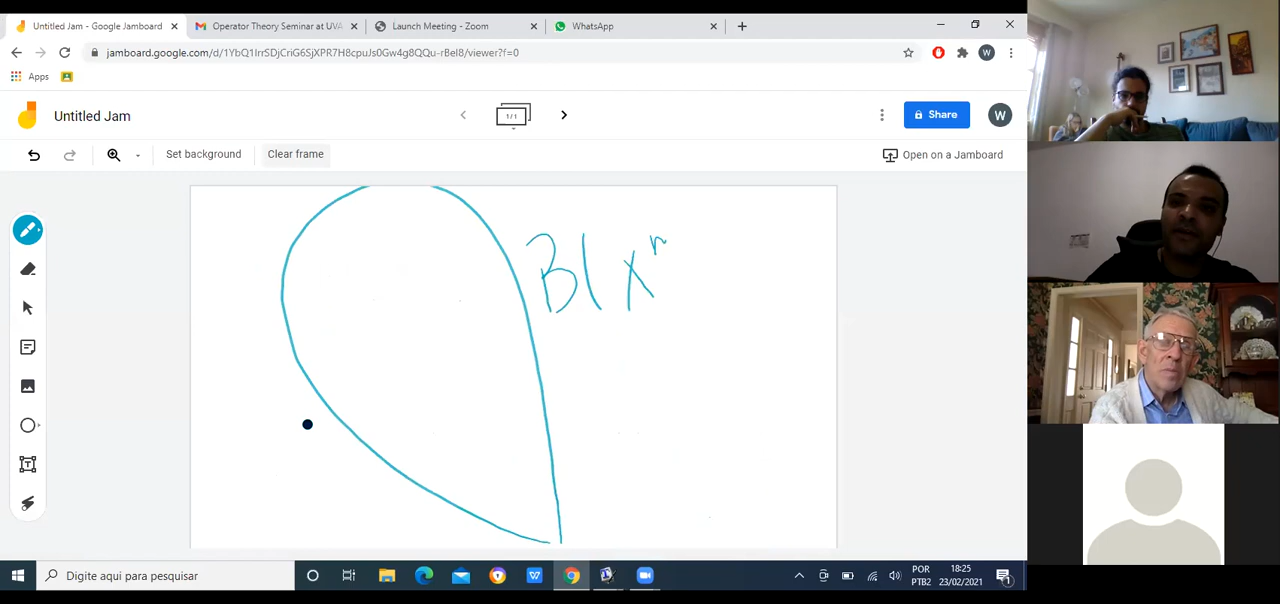 Untitled Jam - Google Jamboard
Operator Theory Seminar at UVA
Launch Meeting - Zoom
WhatsApp
jamboard.google.com/d/1YbQ1IrrSDjCriG6SjXPR7H8cpuJs0Gw4g8QQu-rBeI8/viewer?f=0
W
Apps
Untitled Jam
1/1
Share
W
Set background
Clear frame
Open on a Jamboard
Digite aqui para pesquisar
POR
PTB2
18:25
23/02/2021
1